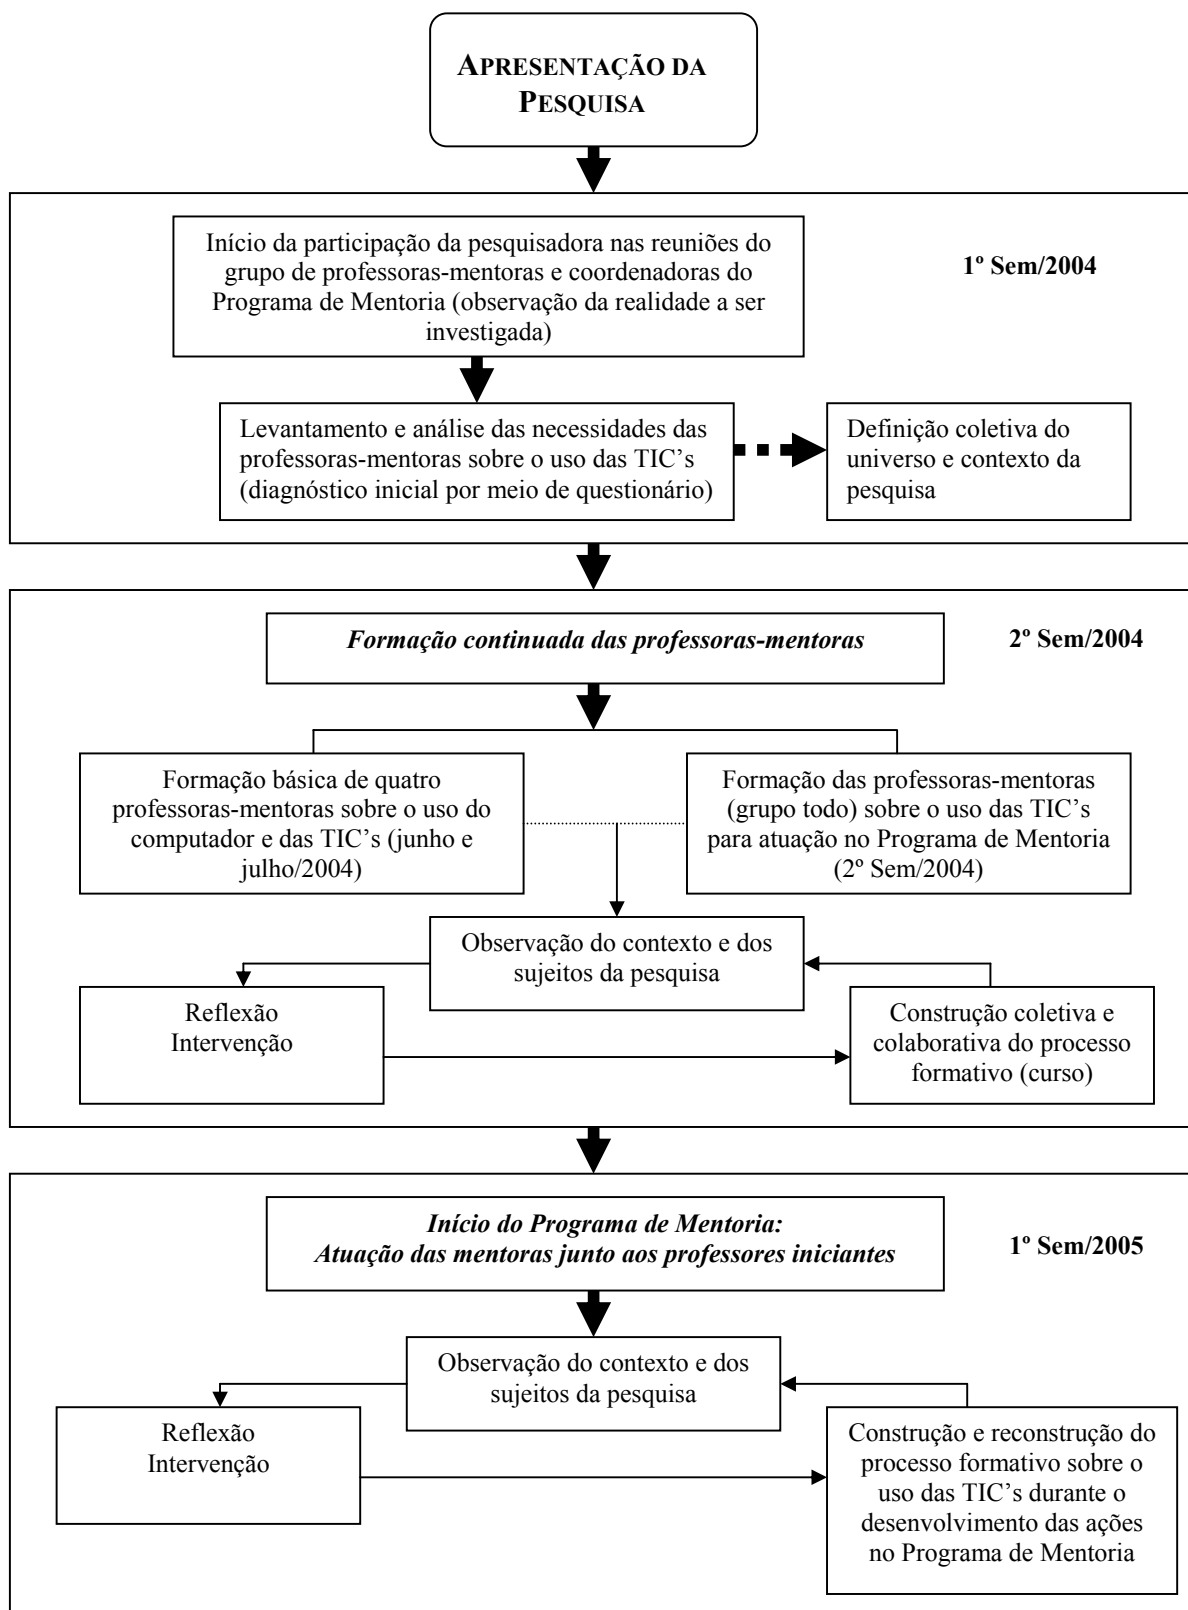 APRESENTAÇÃO DA
PESQUISA
Início da participação da pesquisadora nas reuniões do
grupo de professoras-mentoras e coordenadoras do
Programa de Mentoria (observação da realidade a ser
investigada)
1º Sem/2004
Levantamento e análise das necessidades das
professoras-mentoras sobre o uso das TIC’s
(diagnóstico inicial por meio de questionário)
Definição coletiva do
universo e contexto da
pesquisa
Formação continuada das professoras-mentoras
2º Sem/2004
Formação básica de quatro
professoras-mentoras sobre o uso do
computador e das TIC’s (junho e
julho/2004)
Formação das professoras-mentoras
(grupo todo) sobre o uso das TIC’s
para atuação no Programa de Mentoria
(2º Sem/2004)
Observação do contexto e dos
sujeitos da pesquisa
Reflexão
Intervenção
Construção coletiva e
colaborativa do processo
formativo (curso)
Início do Programa de Mentoria:
Atuação das mentoras junto aos professores iniciantes
1º Sem/2005
Observação do contexto e dos
sujeitos da pesquisa
Reflexão
Intervenção
Construção e reconstrução do
processo formativo sobre o
uso das TIC’s durante o
desenvolvimento das ações
no Programa de Mentoria